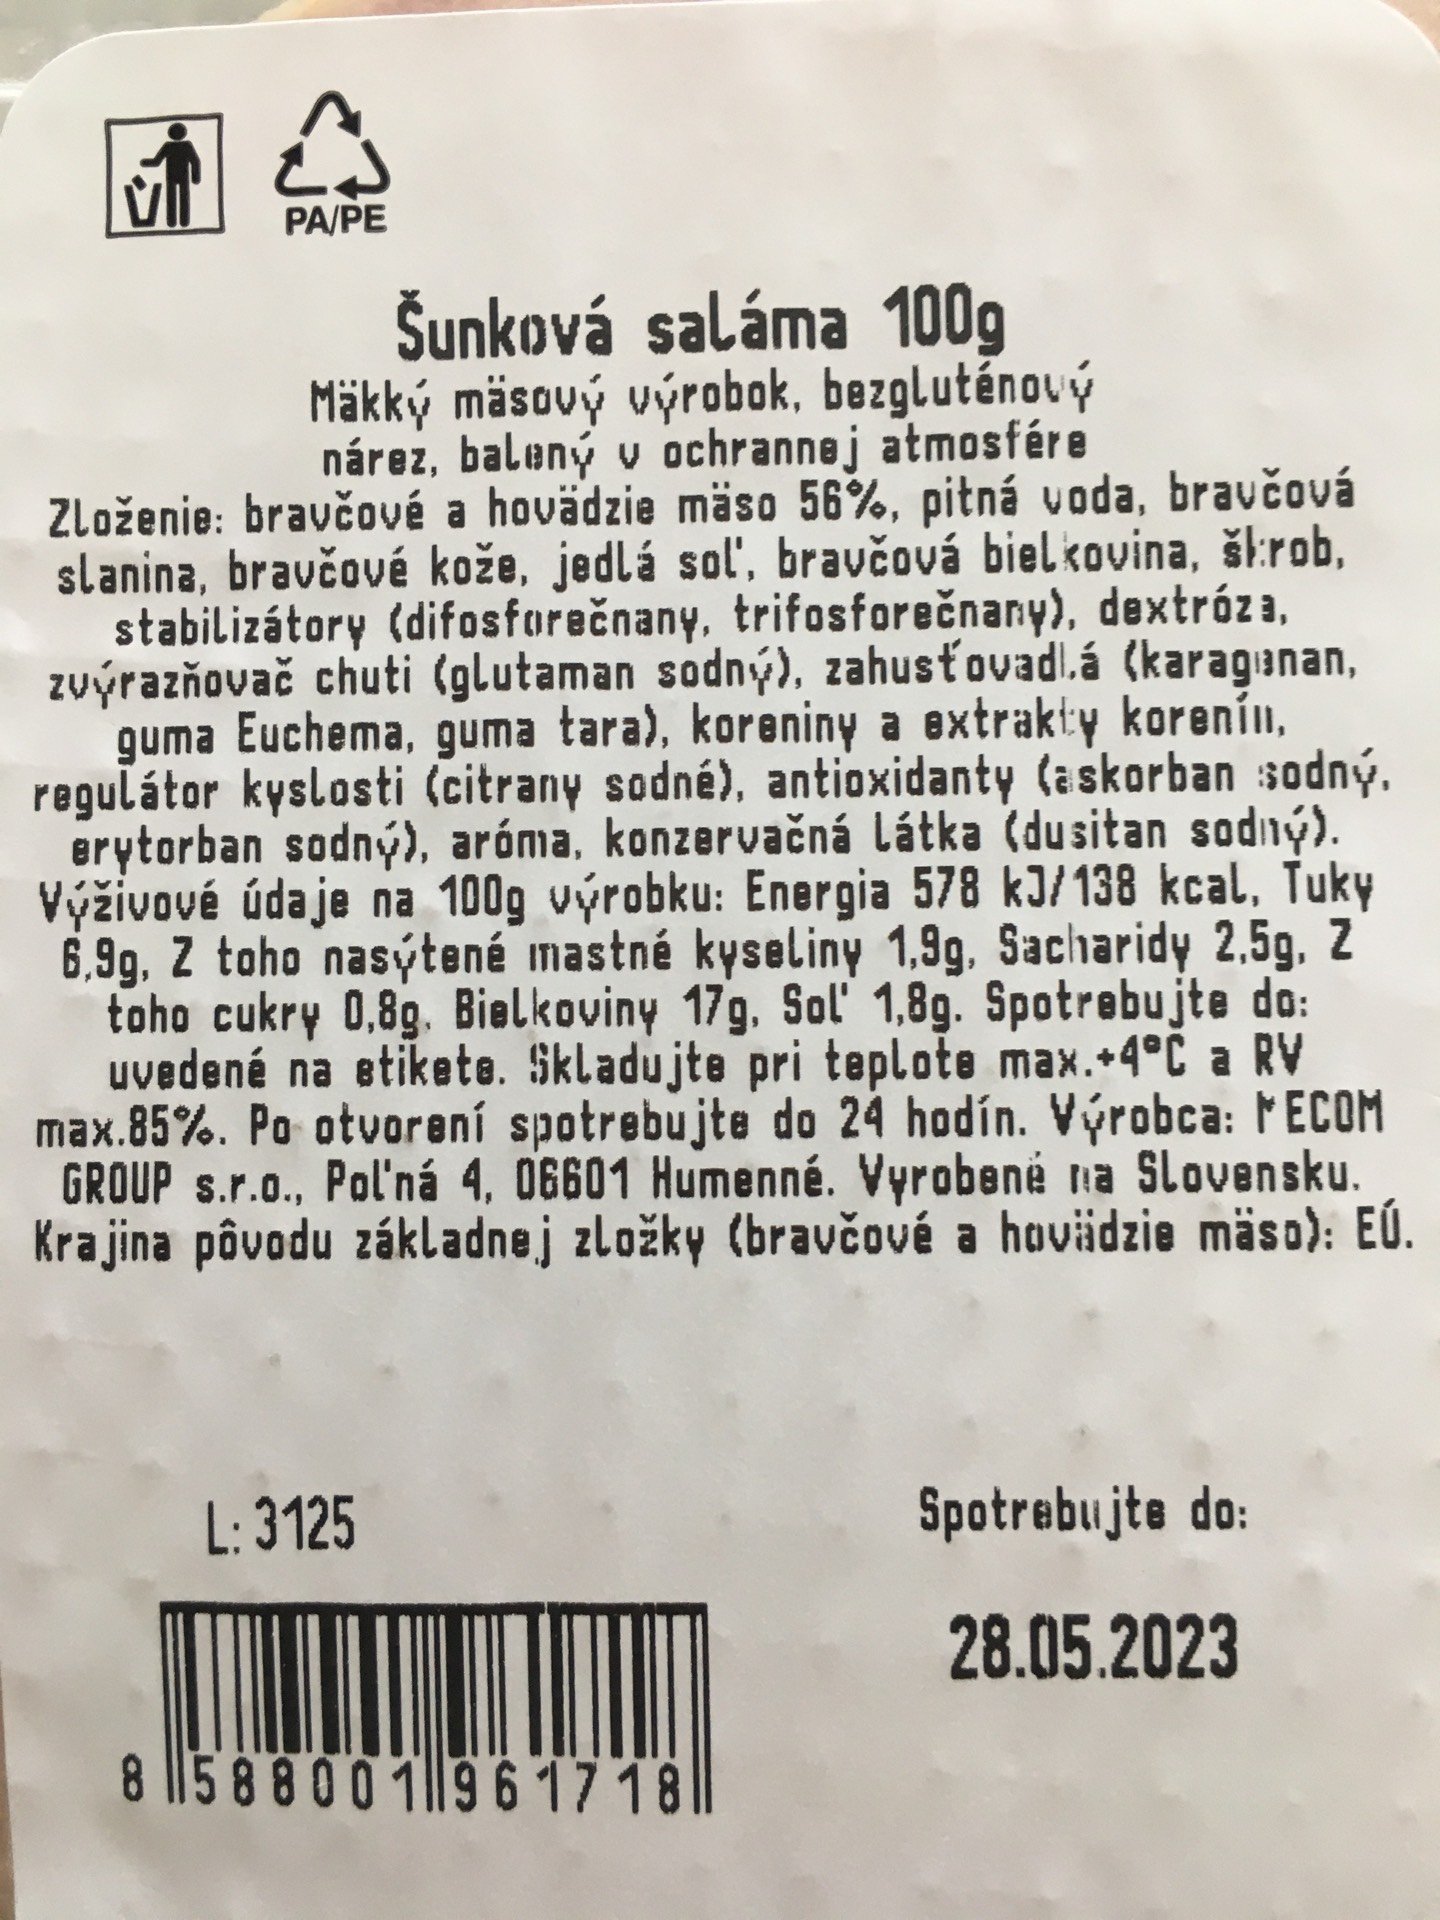 PA/PE
Šunková saláma 100g
Mäkký mäsový výrobok, bezgluténový
nárez, balený v ochrannej atmosfére
Zloženie: bravčové a hovädzie mäso 56%, pitná voda, bravčová
slanina, bravčové kože, jedlá soľ, bravčová bielkovina, škrob,
stabilizátory (difosforečnany, trifosforečnany), dextróza,
zvýrazňovač chuti (glutaman sodný), zahusťovadlá (karagenan,
guma Euchema, guma tara), koreniny a extrakty korenín,
regulátor kyslosti (citrany sodné), antioxidanty (askorban sodný,
erytorban sodný), aróma, konzervačná látka (dusitan sodný).
Výživové údaje na 100g výrobku: Energia 578 kJ/138 kcal, Tuky
6,9g, Z toho nasýtené mastné kyseliny 1,9g, Sacharidy 2,5g, Z
toho cukry 0,8g, Bielkoviny 17g, Soľ 1,8g. Spotrebujte do:
uvedené na etikete. Skladujte pri teplote max.+4°C a RV
max.85%. Po otvorení spotrebujte do 24 hodín. Výrobca:
GROUP s.r.o., Poľná 4, 06601 Humenné. Vyrobené na Slovensku.
Krajina pôvodu základnej zložky (bravčové a hovädzie mäso): EÚ.
L: 3125
Spotrebujte do:
28.05.2023
8 588001 961718